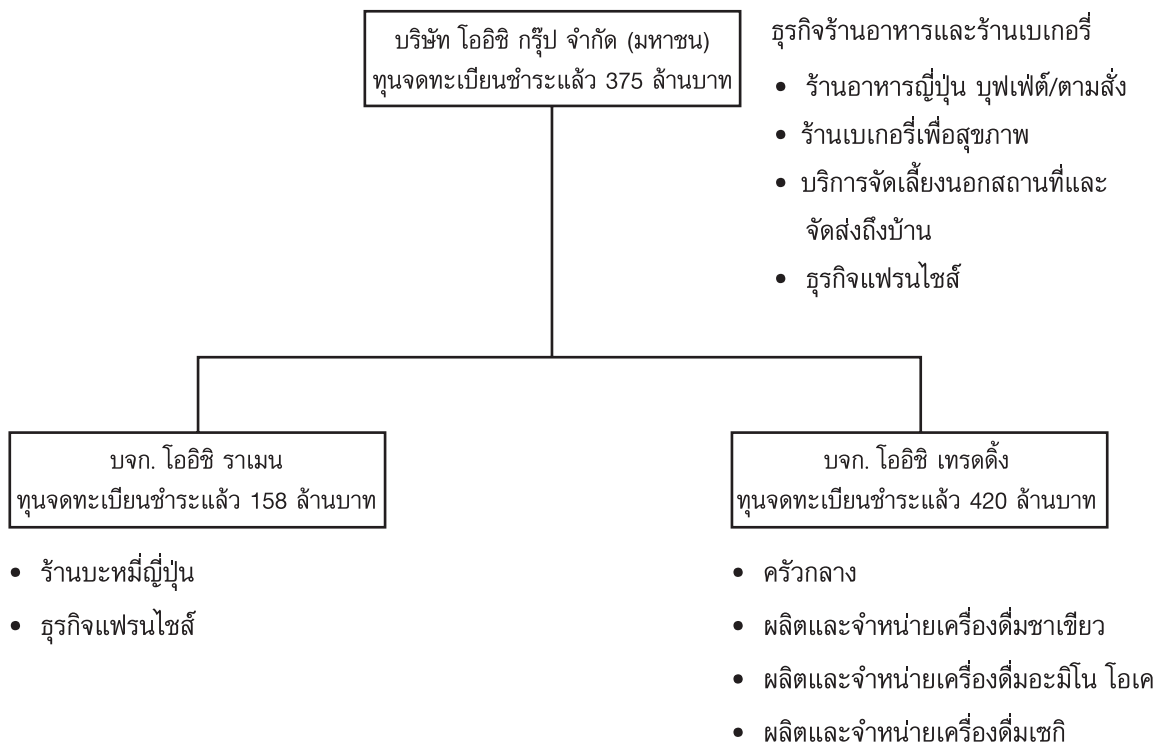 บริษัท โออิชิ กรุ๊ป จำกัด (มหาชน)
ทุนจดทะเบียนชำระแล้ว 375 ล้านบาท
ธุรกิจร้านอาหารและร้านเบเกอรี่
• ร้านอาหารญี่ปุ่น บุฟเฟ่ต์/ตามสั่ง
• ร้านเบเกอรี่เพื่อสุขภาพ
• บริการจัดเลี้ยงนอกสถานที่และ
จัดส่งถึงบ้าน
• ธุรกิจแฟรนไชส์
บจก. โออิชิ ราเมน
ทุนจดทะเบียนชำระแล้ว 158 ล้านบาท
• ร้านบะหมี่ญี่ปุ่น
• ธุรกิจแฟรนไชส์
บจก. โออิชิ เทรดดิ้ง
ทุนจดทะเบียนชำระแล้ว 420 ล้านบาท
• ครัวกลาง
• ผลิตและจำหน่ายเครื่องดื่มชาเขียว
• ผลิตและจำหน่ายเครื่องดื่มอะมิโน โอเค
• ผลิตและจำหน่ายเครื่องดื่มเซกิ